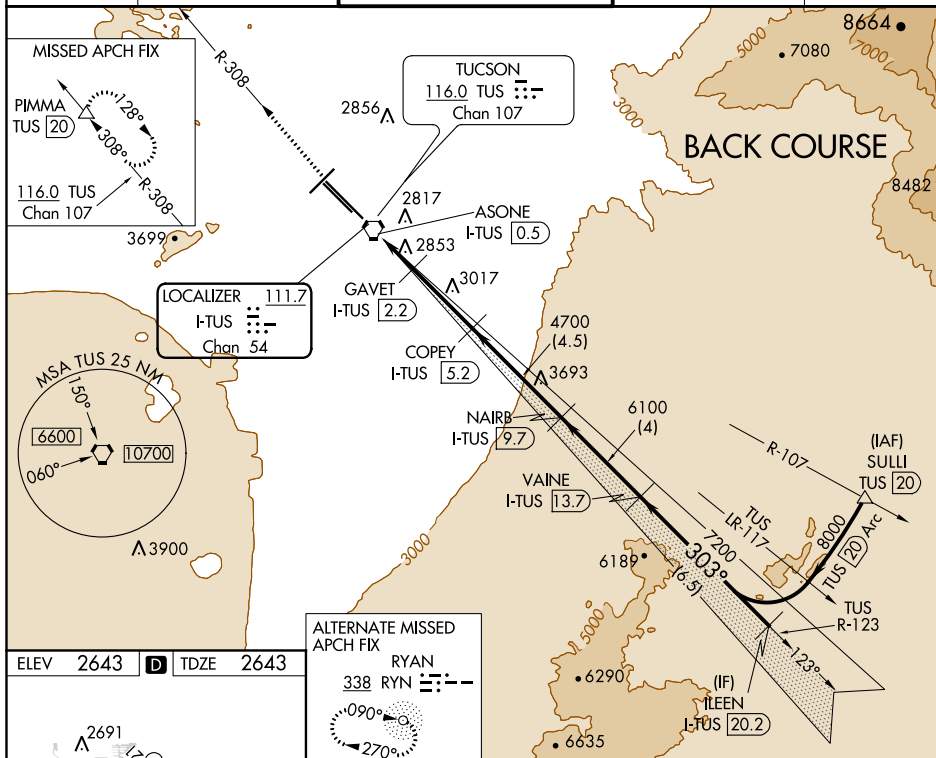 MISSED APCH FIX
PIMMA
TUS 20
128°
308°
R-308
116.0 TUS
Chan 107
R-308
R-308
TUCSON
116.0 TUS
Chan 107
BACK COURSE
8664
7000
5000
7080
3000
8482
2856
2817
2853
3017
3693
3699
ASONE
I-TUS 0.5
GAVET
I-TUS 2.2
LOCALIZER 111.7
I-TUS
Chan 54
COPEY
I-TUS 5.2
4700
(4.5)
NAIRB
I-TUS 9.7
6100
(4)
VAINE
I-TUS 13.7
R-107
(IAF)
SULLI
TUS 20
TUS
LR-117
8000
TUS 20 Arc
7200
303°
(6.5)
TUS
R-123
123°
(IF)
ILEEN
I-TUS 20.2
MSA TUS 25 NM
150°
6600
10700
060°
3900
3000
6189
5000
6290
6635
ELEV 2643 D TDZE 2643
2691
ALTERNATE MISSED
APCH FIX
RYAN
338 RYN
090°
270°